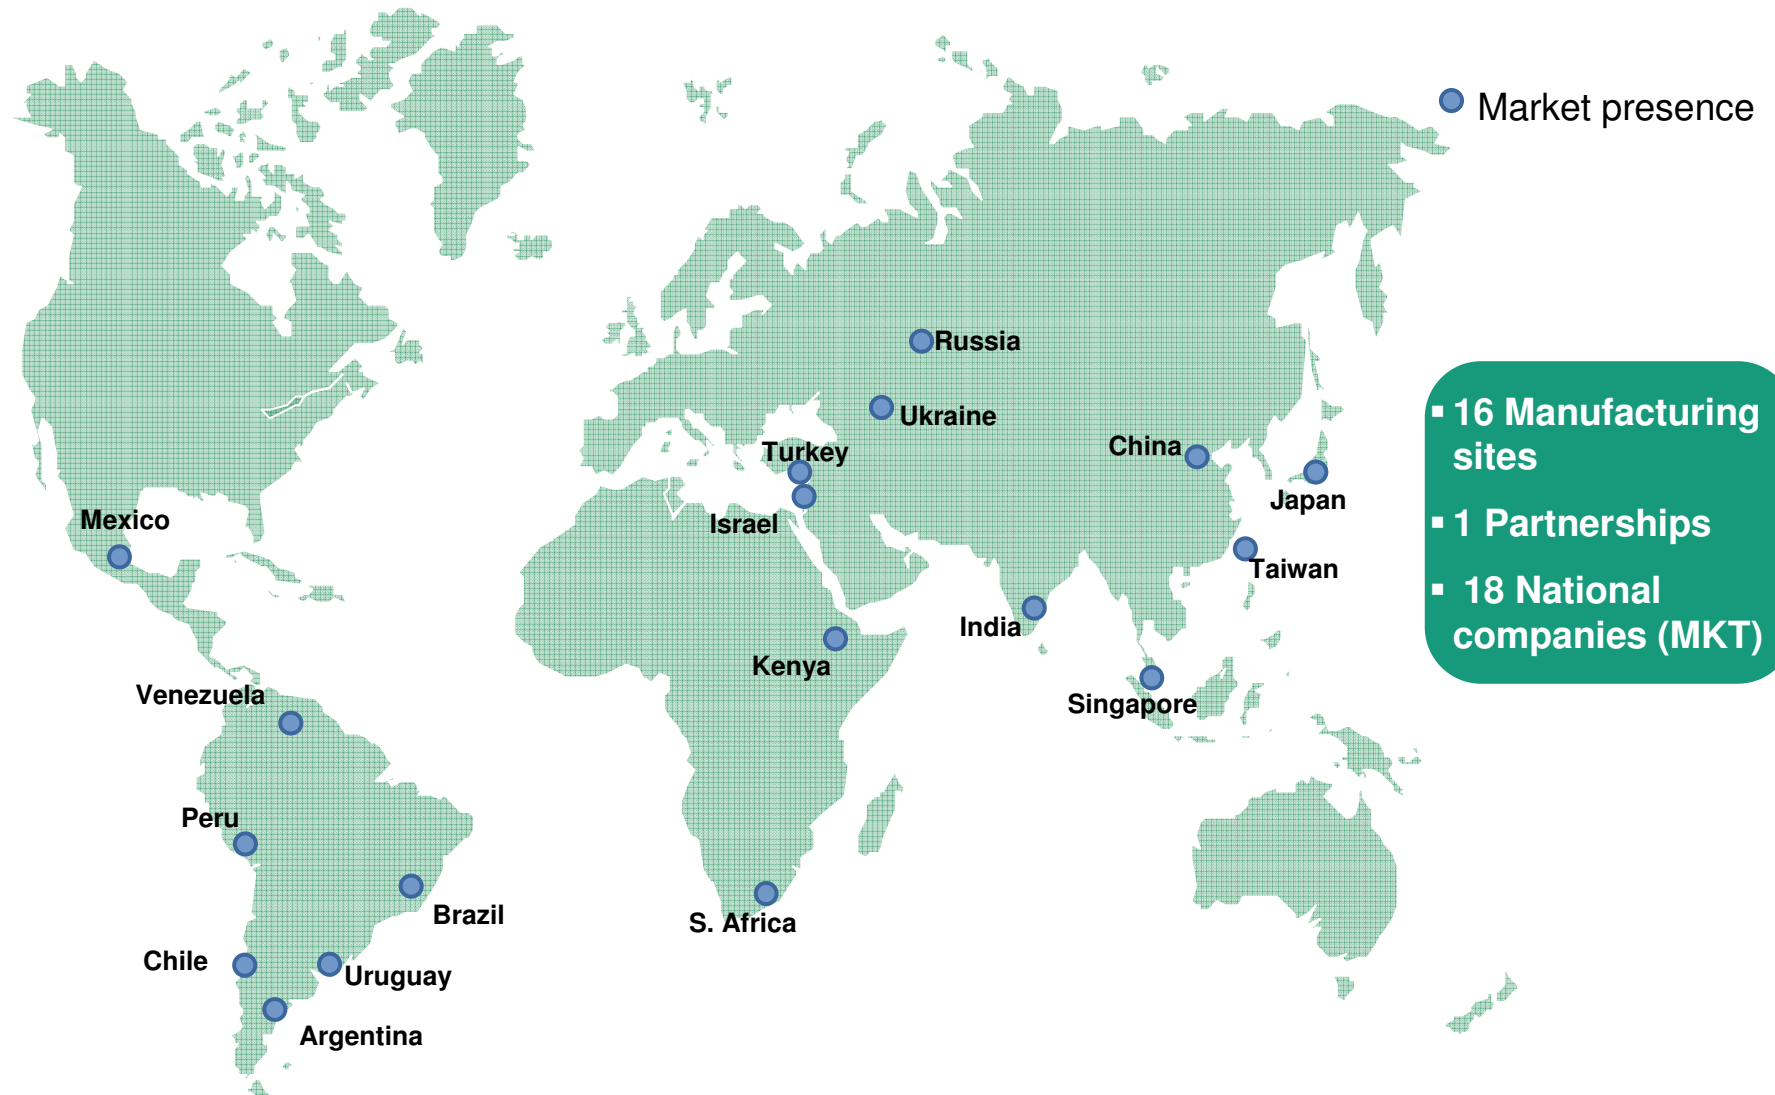 Market presence
Russia
Ukraine
Turkey
China
Israel
Japan
Mexico
Taiwan
India
Kenya
Singapore
Venezuela
Peru
Brazil
S. Africa
Chile
Uruguay
Argentina
▪ 16 Manufacturing
sites
▪ 1 Partnerships
▪ 18 National
companies (MKT)